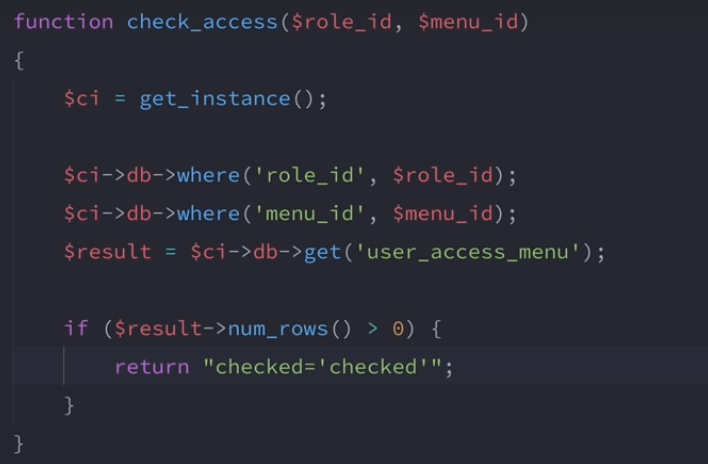 function check_access($role_id, $menu_id)
{
    $ci = get_instance();

    $ci->db->where('role_id', $role_id);
    $ci->db->where('menu_id', $menu_id);
    $result = $ci->db->get('user_access_menu');

    if ($result->num_rows() > 0) {
        return "checked='checked'";
    }
}